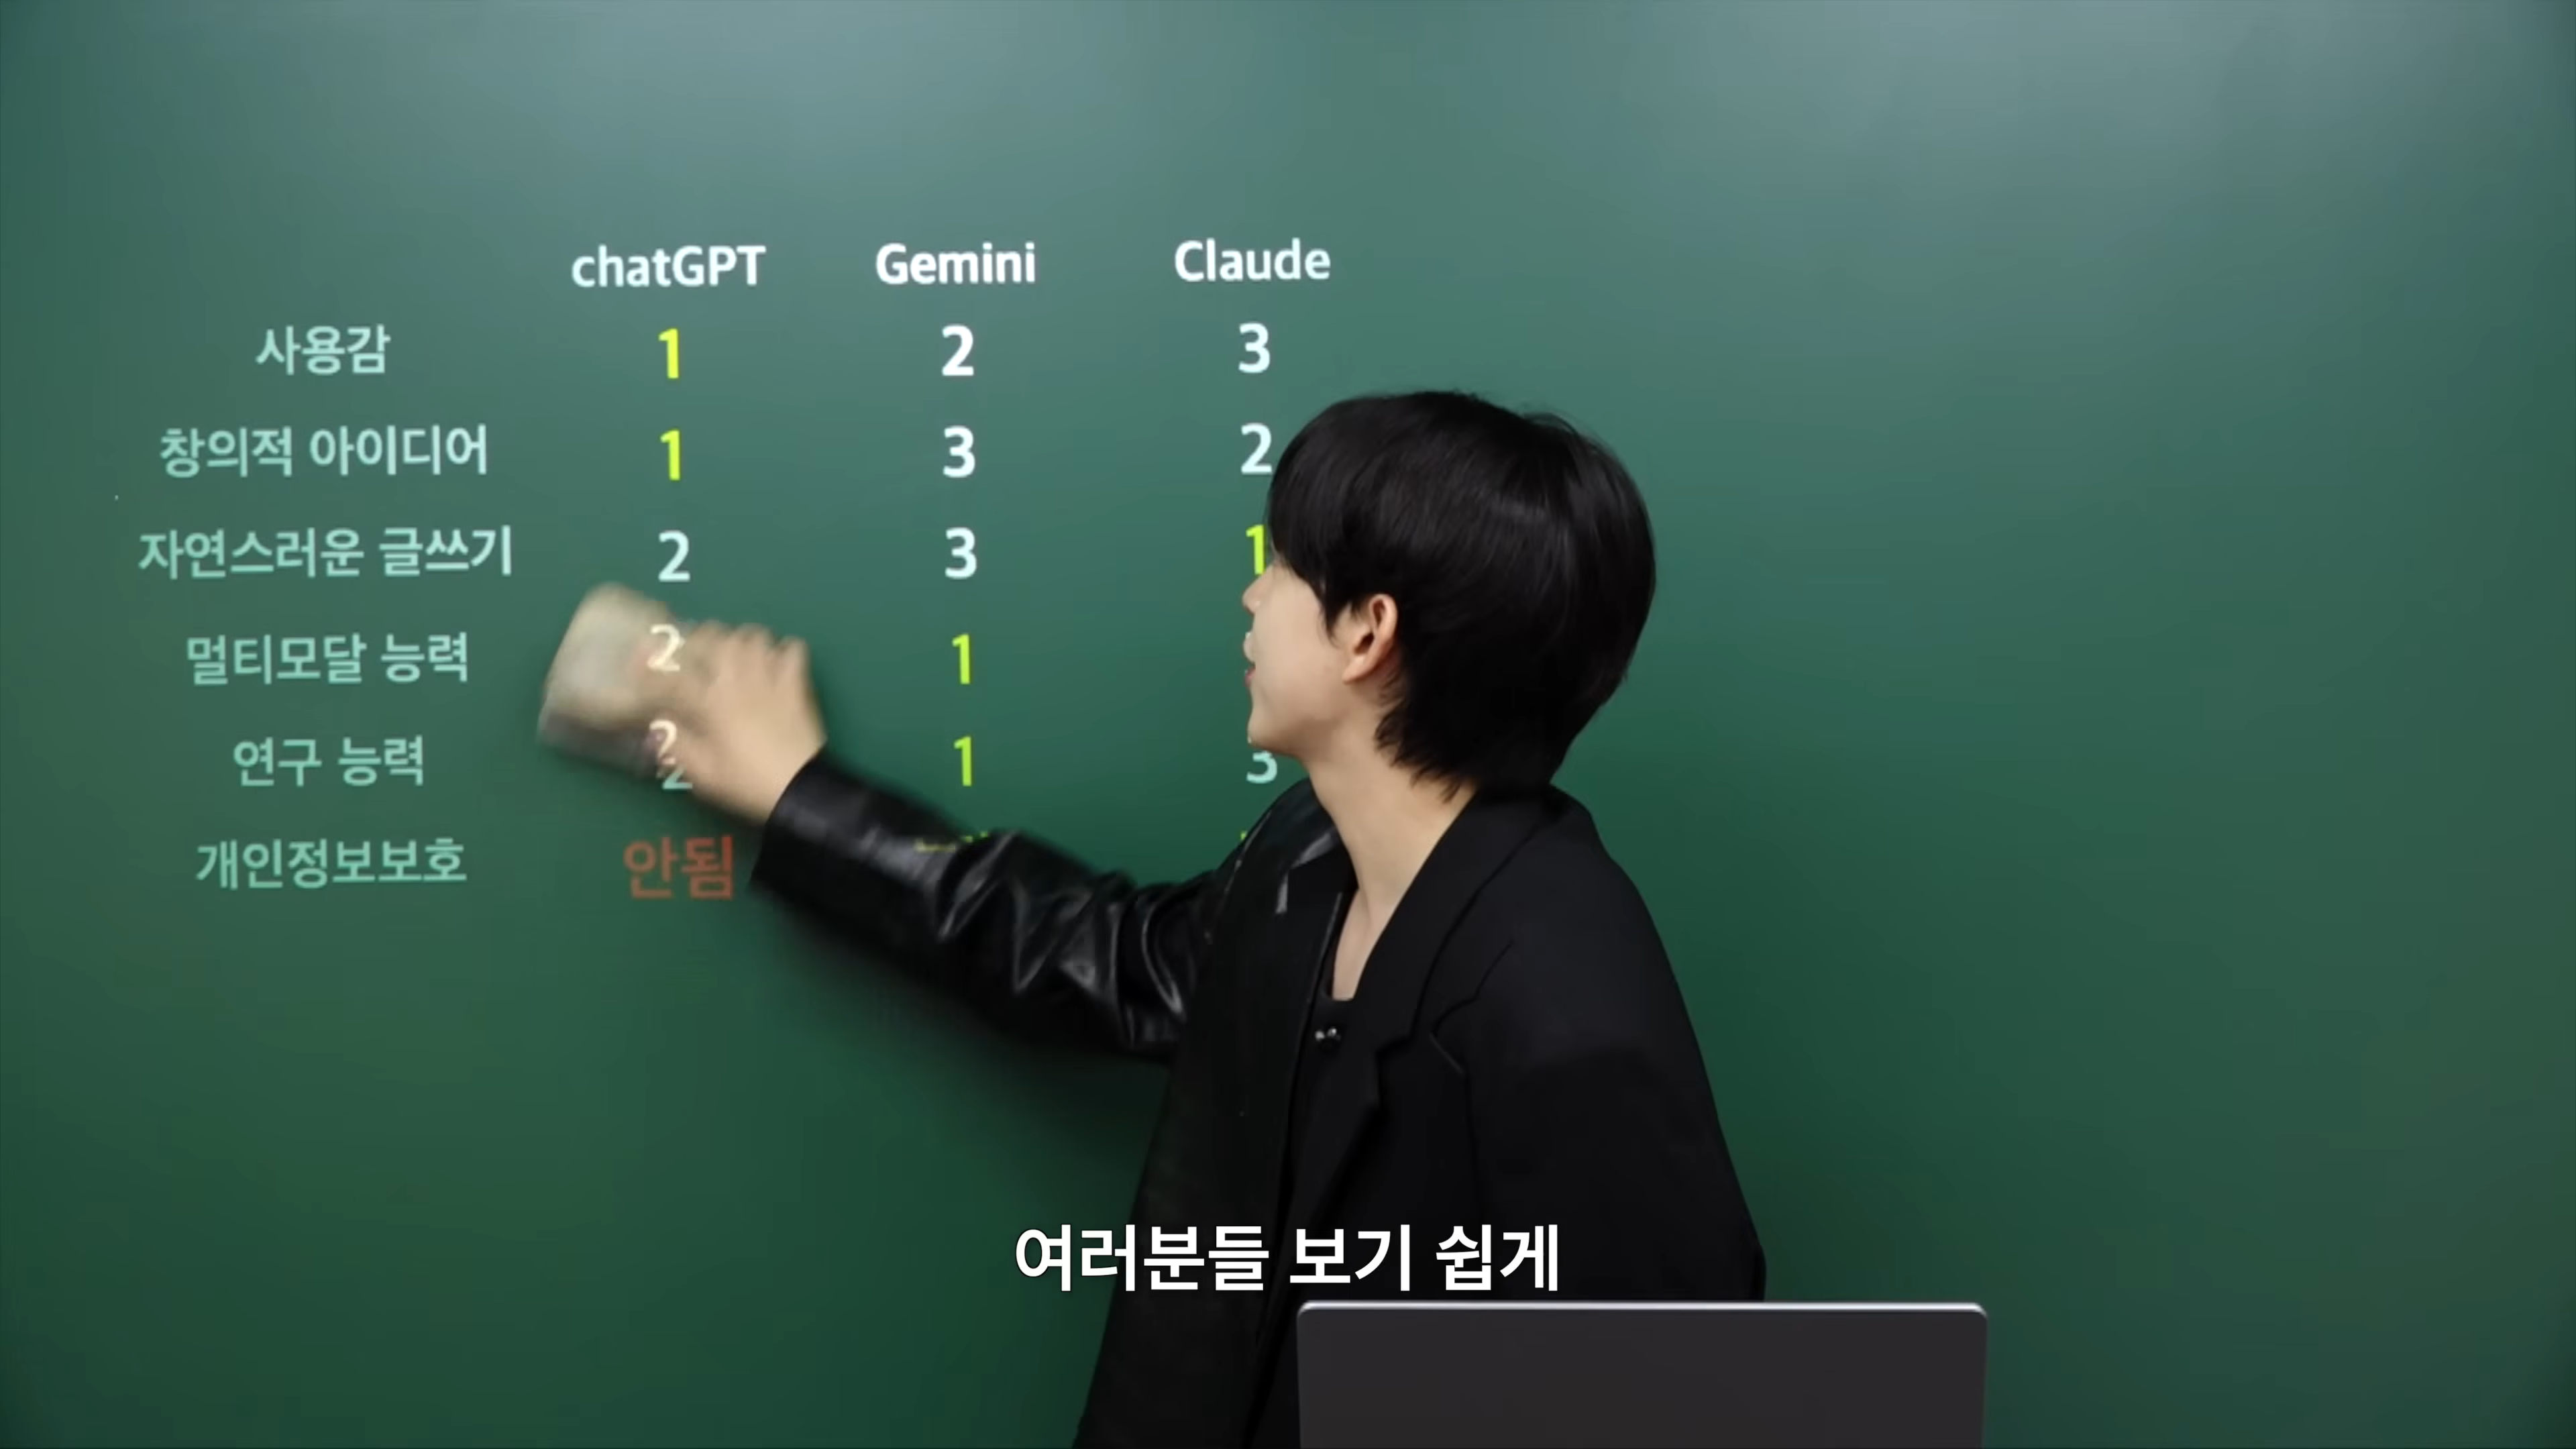 chatGPT Gemini Claude
사용감 1 2 3
창의적 아이디어 1 3 2
자연스러운 글쓰기 2 3 1
멀티모달 능력 2 1
연구 능력 2 1 3
개인정보보호 안됨
여러분들 보기 쉽게